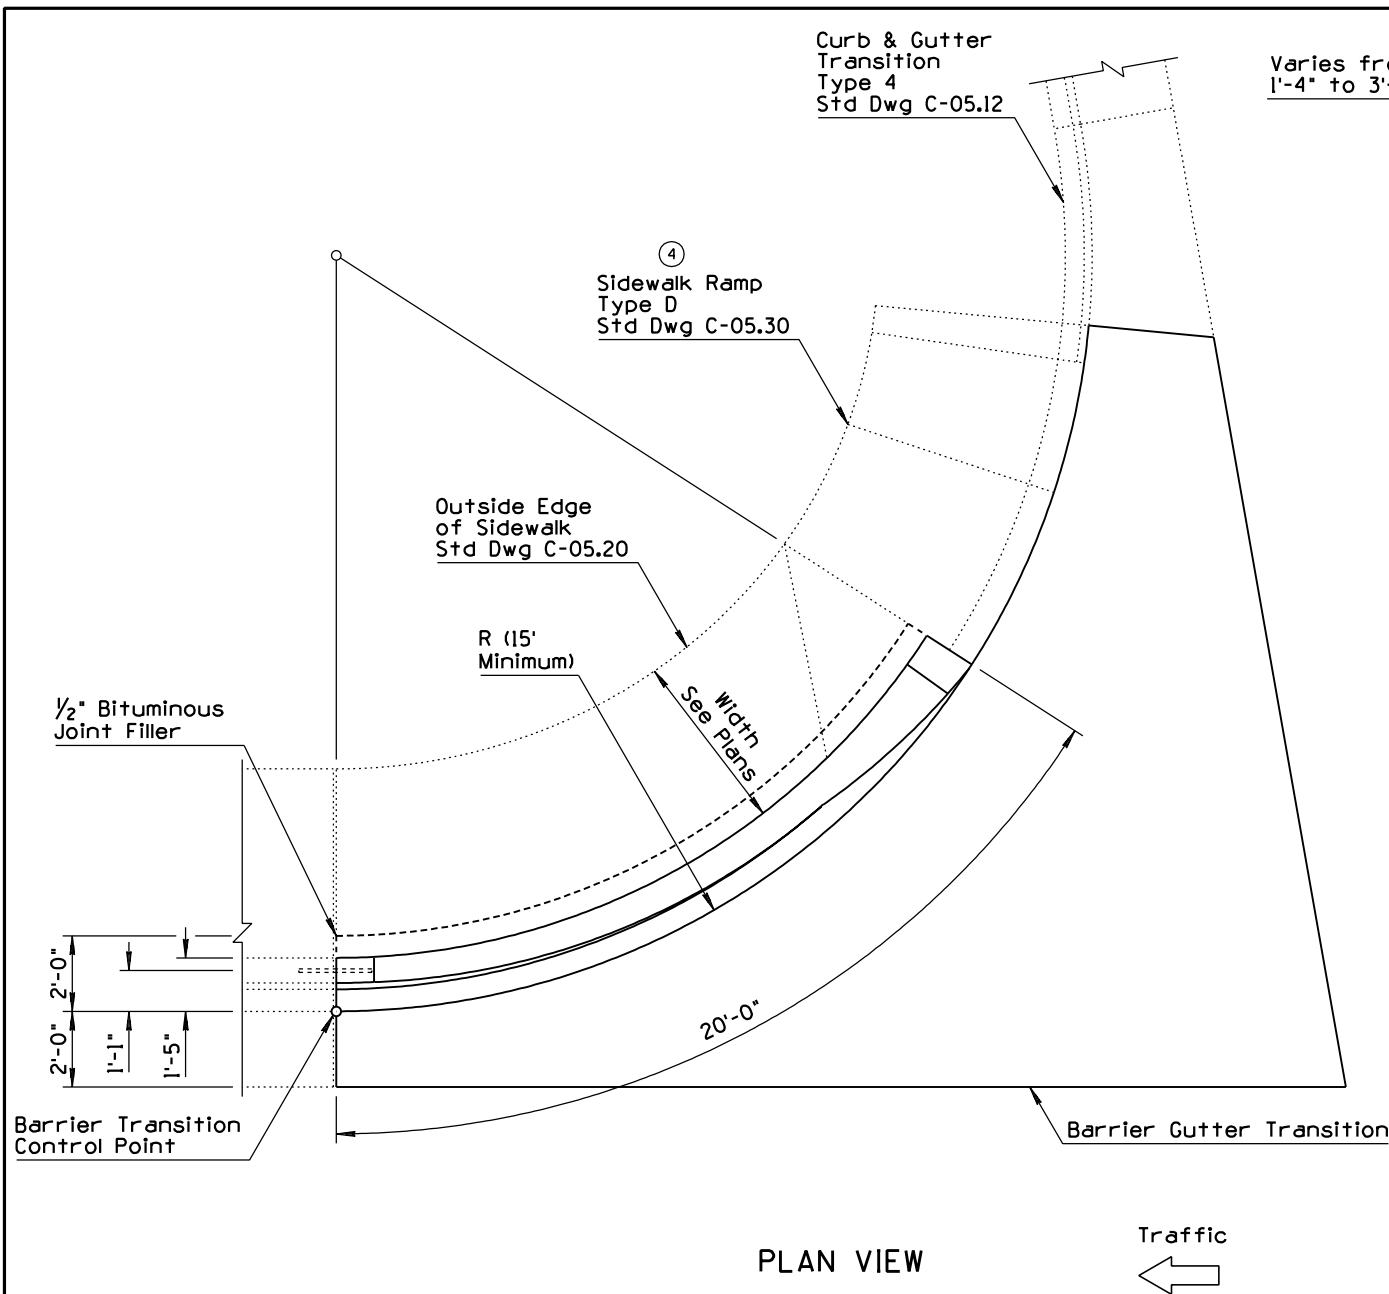 Curb & Gutter
Transition
Type 4
Std Dwg C-05.12
Varies
1'-4" to
4
Sidewalk Ramp
Type D
Std Dwg C-05.30
Outside Edge
of Sidewalk
Std Dwg C-05.20
R (15'
Minimum)
Width
See Plans
½" Bituminous
Joint Filler
2'-0"
2'-0"
1'-1"
1'-5"
20'-0"
Barrier Transition
Control Point
Barrier Gutter Transition
PLAN VIEW
Traffic